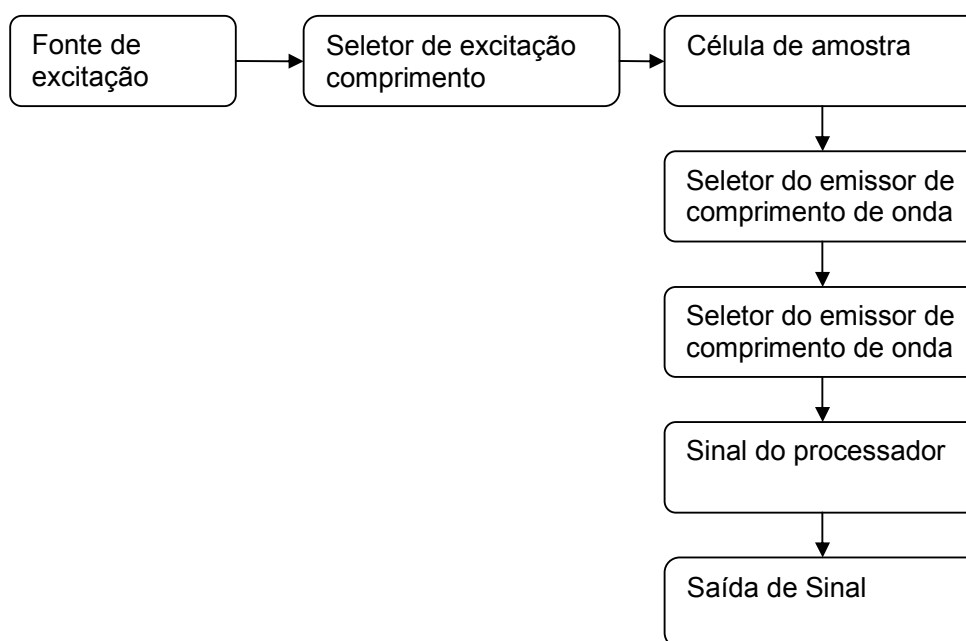 Fonte de
excitação
Seletor de excitação
comprimento
Célula de amostra
Seletor do emissor de
comprimento de onda
Seletor do emissor de
comprimento de onda
Sinal do processador
Saída de Sinal